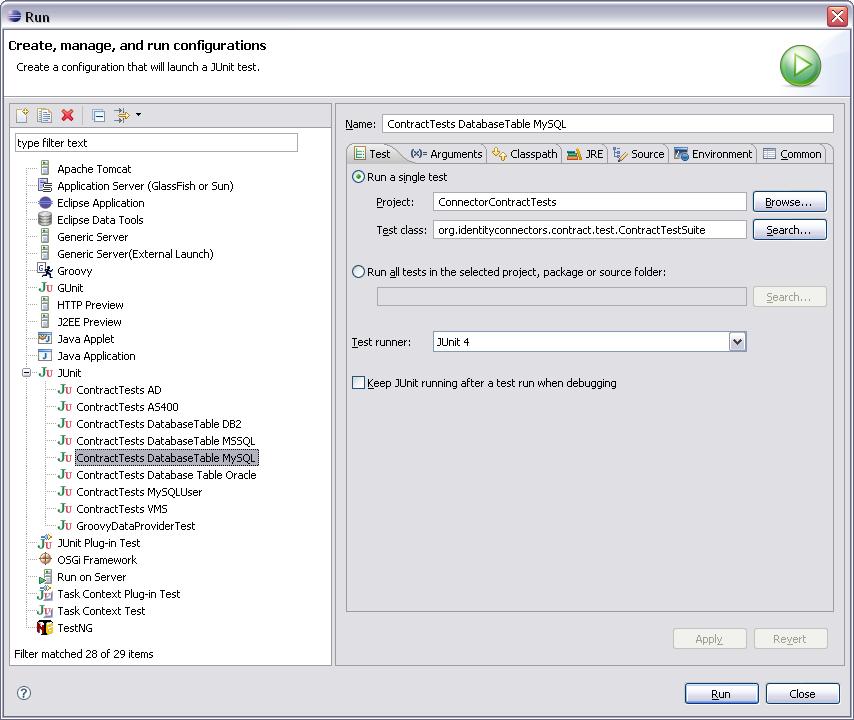 Run
Create, manage, and run configurations
Create a configuration that will launch a JUnit test.
type filter text
Apache Tomcat
Application Server (GlassFish or Sun)
Eclipse Application
Eclipse Data Tools
Generic Server
Generic Server(External Launch)
Groovy
GUnit
HTTP Preview
J2EE Preview
Java Applet
Java Application
JUnit
ContractTests AD
ContractTests AS400
ContractTests DatabaseTable DB2
ContractTests DatabaseTable MSSQL
ContractTests DatabaseTable MySQL
ContractTests Database Table Oracle
ContractTests MySQLUser
ContractTests VMS
GroovyDataProviderTest
JUnit Plug-in Test
OSGi Framework
Run on Server
Task Context Plug-in Test
Task Context Test
TestNG
Filter matched 28 of 29 items
Name: ContractTests DatabaseTable MySQL
Test (x)= Arguments Classpath JRE Source Environment Common
Run a single test
Project: ConnectorContractTests Browse...
Test class: org.identityconnectors.contract.test.ContractTestSuite Search...
Run all tests in the selected project, package or source folder:
Search...
Test runner: JUnit 4
Keep JUnit running after a test run when debugging
Apply Revert
? Run Close